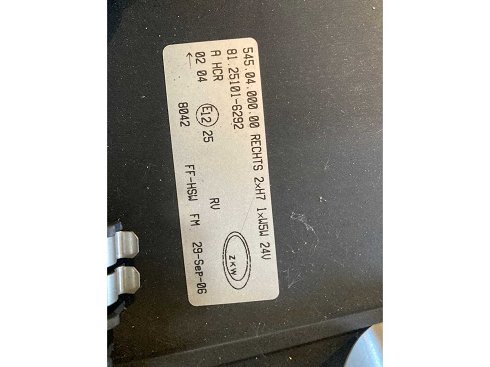 545.04.000.00 RECHTS 2xH7 1xW5W 24V
81.25101-6292
A HCR RV ZKW
02 04 E12 25
← 8042 FF-HSW FM 29-Sep-06